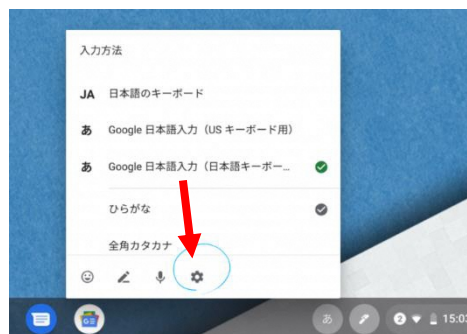 入力方法
JA 日本語のキーボード
あ Google 日本語入力（US キーボード用）
あ Google 日本語入力（日本語キーボー...
ひらがな
全角カタカナ
あ 2 15:03